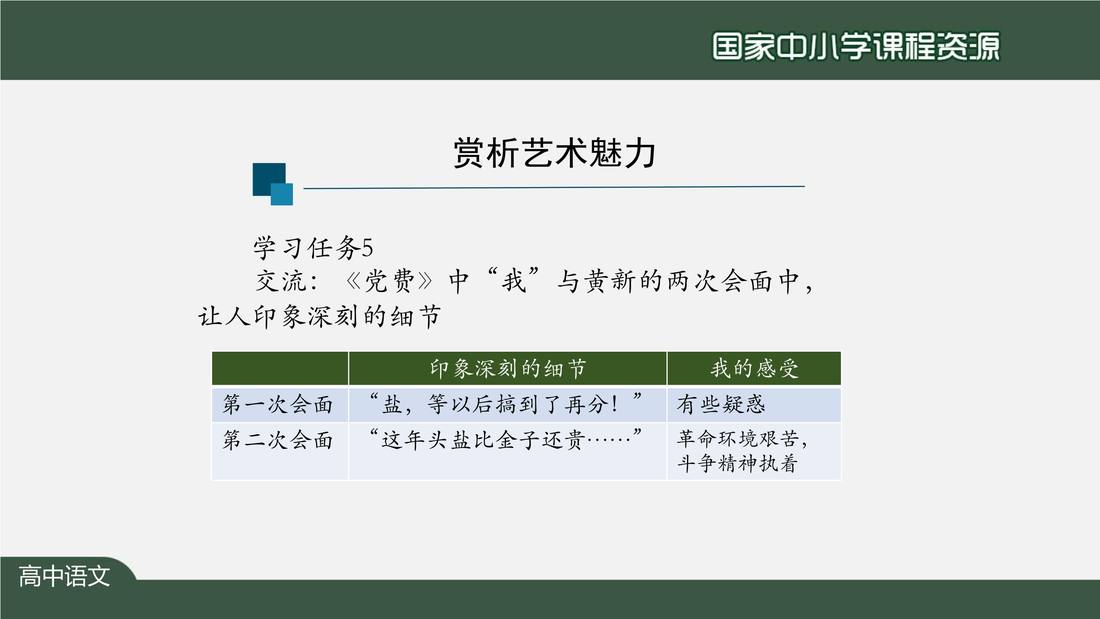 国家中小学课程资源
赏析艺术魅力
学习任务5
交流：《党费》中“我”与黄新的两次会面中，
让人印象深刻的细节
印象深刻的细节 我的感受
第一次会面 “盐，等以后搞到了再分！” 有些疑惑
第二次会面 “这年头盐比金子还贵……” 革命环境艰苦，
斗争精神执着
高中语文